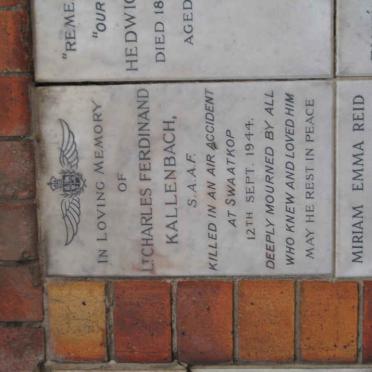 "REME
"OUR
HEDWIG
DIED 18
AGED
IN LOVING MEMORY
OF
LT CHARLES FERDINAND
KALLENBACH,
S.A.A.F.
KILLED IN AN AIR ACCIDENT
AT SWAATKOP
12TH SEPT. 1944.
DEEPLY MOURNED BY ALL
WHO KNEW AND LOVED HIM
MAY HE REST IN PEACE
MIRIAM EMMA REID